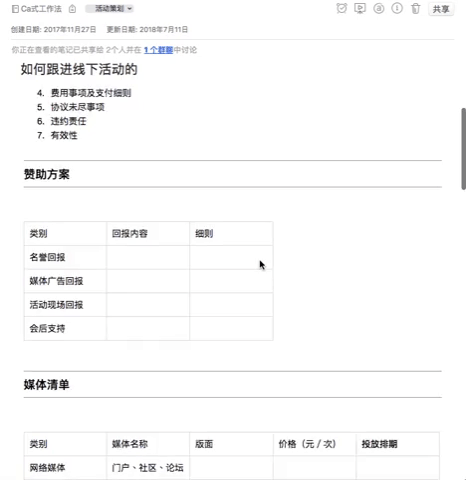 Ca式工作法 活动策划 共享
创建日期: 2017年11月27日 更新日期: 2018年7月11日
你正在查看的笔记已共享给 2个人并在 1 个群聊中讨论
如何跟进线下活动的
4. 费用事项及支付细则
5. 协议未尽事项
6. 违约责任
7. 有效性
赞助方案
类别 回报内容 细则
名誉回报
媒体广告回报
活动现场回报
会后支持
媒体清单
类别 媒体名称 版面 价格（元 / 次） 投放排期
网络媒体 门户、社区、论坛